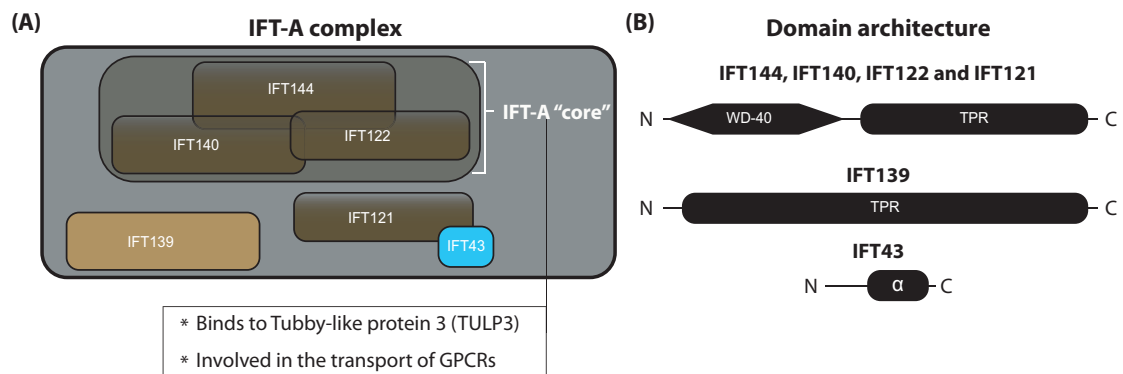 (A)
IFT-A complex
IFT144
IFT-A “core”
IFT122
IFT140
IFT121
IFT139
IFT43
* Binds to Tubby-like protein 3 (TULP3)
* Involved in the transport of GPCRs
(B)
Domain architecture
IFT144, IFT140, IFT122 and IFT121
N WD-40 TPR C
IFT139
N TPR C
IFT43
N α C